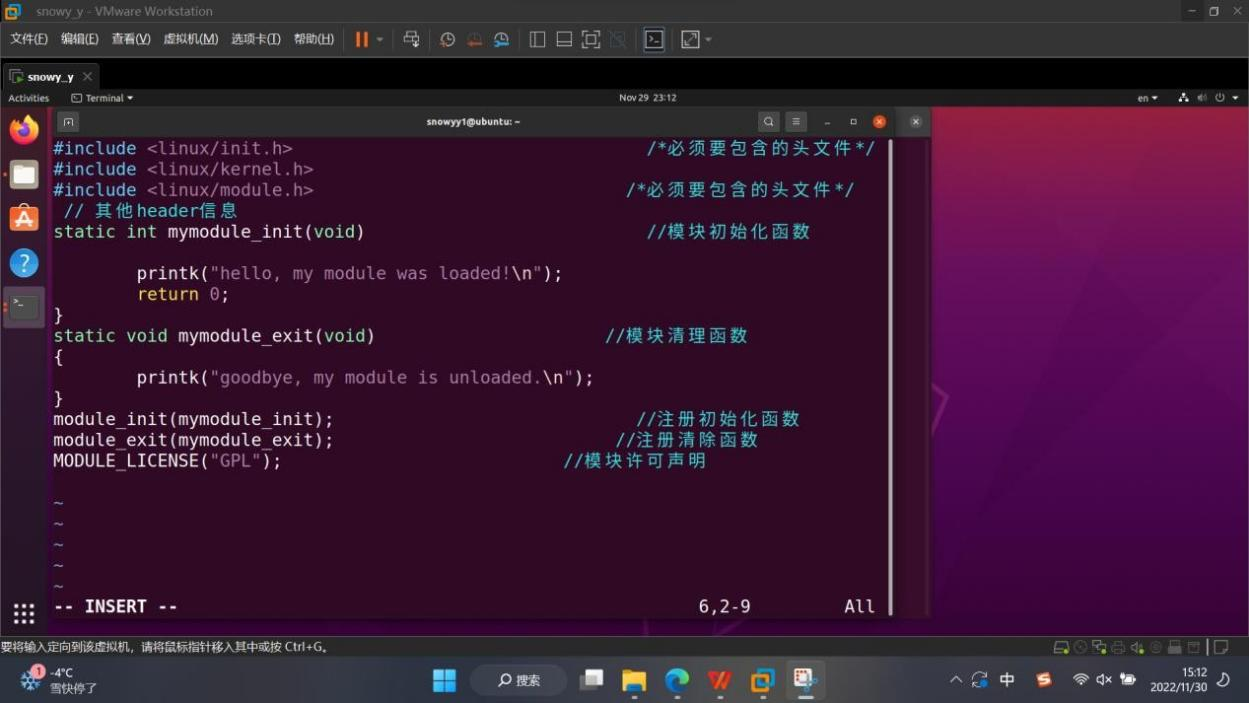 snowy_y - VMware Workstation
文件(F) 编辑(E) 查看(V) 虚拟机(M) 选项卡(T) 帮助(H)
snowy_y
Activities Terminal Nov 29 23:12 en
snowyy1@ubuntu: ~
#include <linux/init.h> /*必须要包含的头文件*/
#include <linux/kernel.h>
#include <linux/module.h> /*必须要包含的头文件*/
// 其他header信息
static int mymodule_init(void) //模块初始化函数
printk("hello, my module was loaded!\n");
return 0;
}
static void mymodule_exit(void) //模块清理函数
{
printk("goodbye, my module is unloaded.\n");
}
module_init(mymodule_init); //注册初始化函数
module_exit(mymodule_exit); //注册清除函数
MODULE_LICENSE("GPL"); //模块许可声明
~
~
~
~
~
-- INSERT -- 6,2-9 All
要将输入定向到该虚拟机，请将鼠标指针移入其中或按 Ctrl+G。
1 -4°C
雪快停了
搜索
中
15:12
2022/11/30